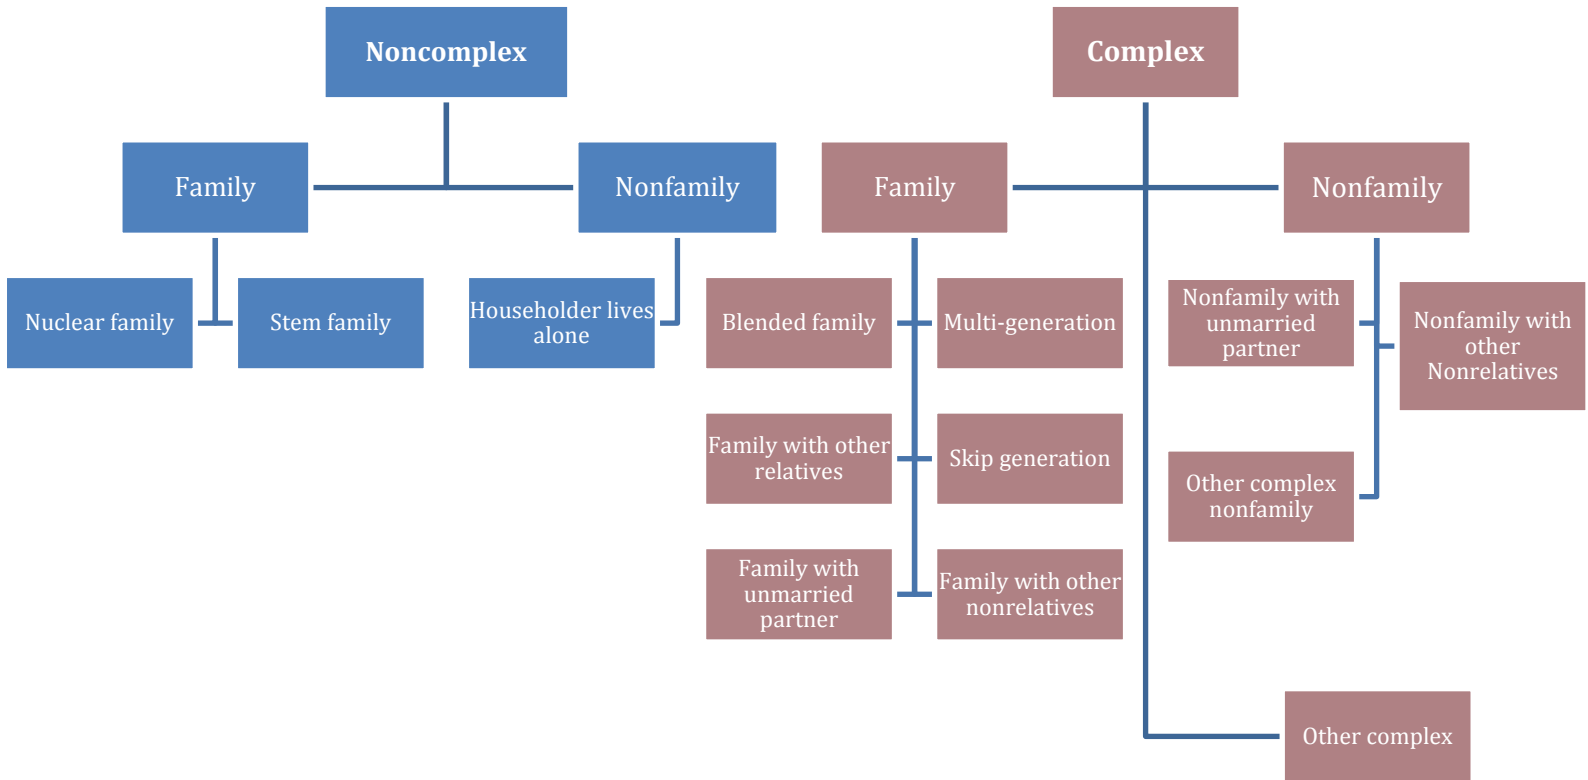 Noncomplex
Complex
Family
Nonfamily
Family
Nonfamily
Nuclear family
Stem family
Householder lives
alone
Blended family
Multi-generation
Nonfamily with
unmarried
partner
Nonfamily with
other
Nonrelatives
Family with other
relatives
Skip generation
Other complex
nonfamily
Family with
unmarried
partner
Family with other
nonrelatives
Other complex